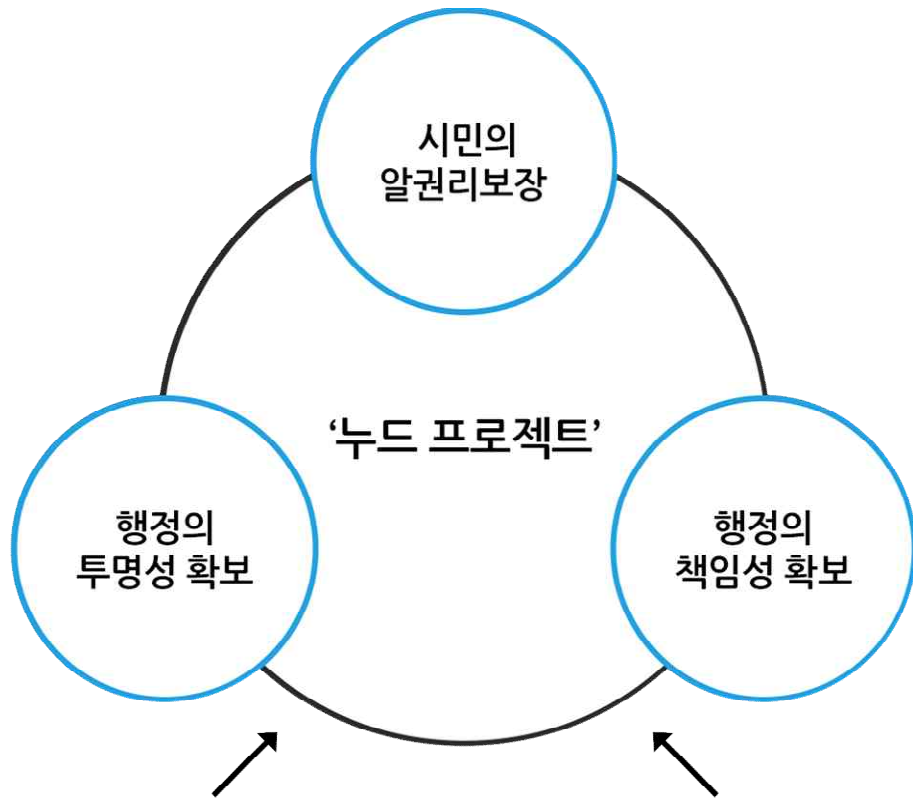 시민의
알권리보장
‘누드 프로젝트’
행정의
투명성 확보
행정의
책임성 확보